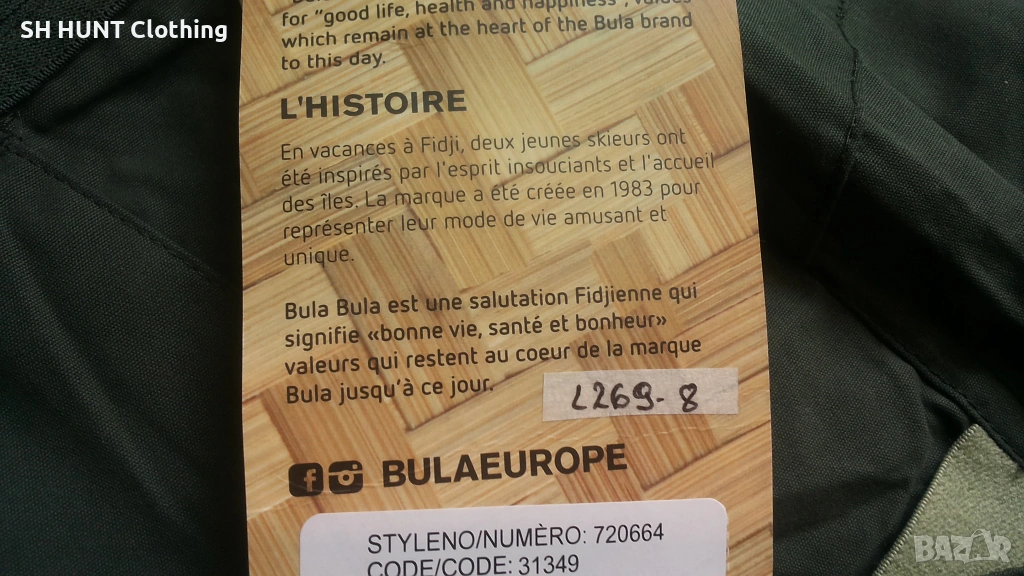 SH HUNT Clothing
for "good life, health and happiness", values
which remain at the heart of the Bula brand
to this day.
L'HISTOIRE
En vacances à Fidji, deux jeunes skieurs ont
été inspirés par l'esprit insouciants et l'accueil
des îles. La marque a été créée en 1983 pour
représenter leur mode de vie amusant et
unique.
Bula Bula est une salutation Fidjienne qui
signifie «bonne vie, santé et bonheur»
valeurs qui restent au coeur de la marque
Bula jusqu'à ce jour.
L269-8
BULAEUROPE
STYLENO/NUMÈRO: 720664
CODE/CODE: 31349
BAZAR